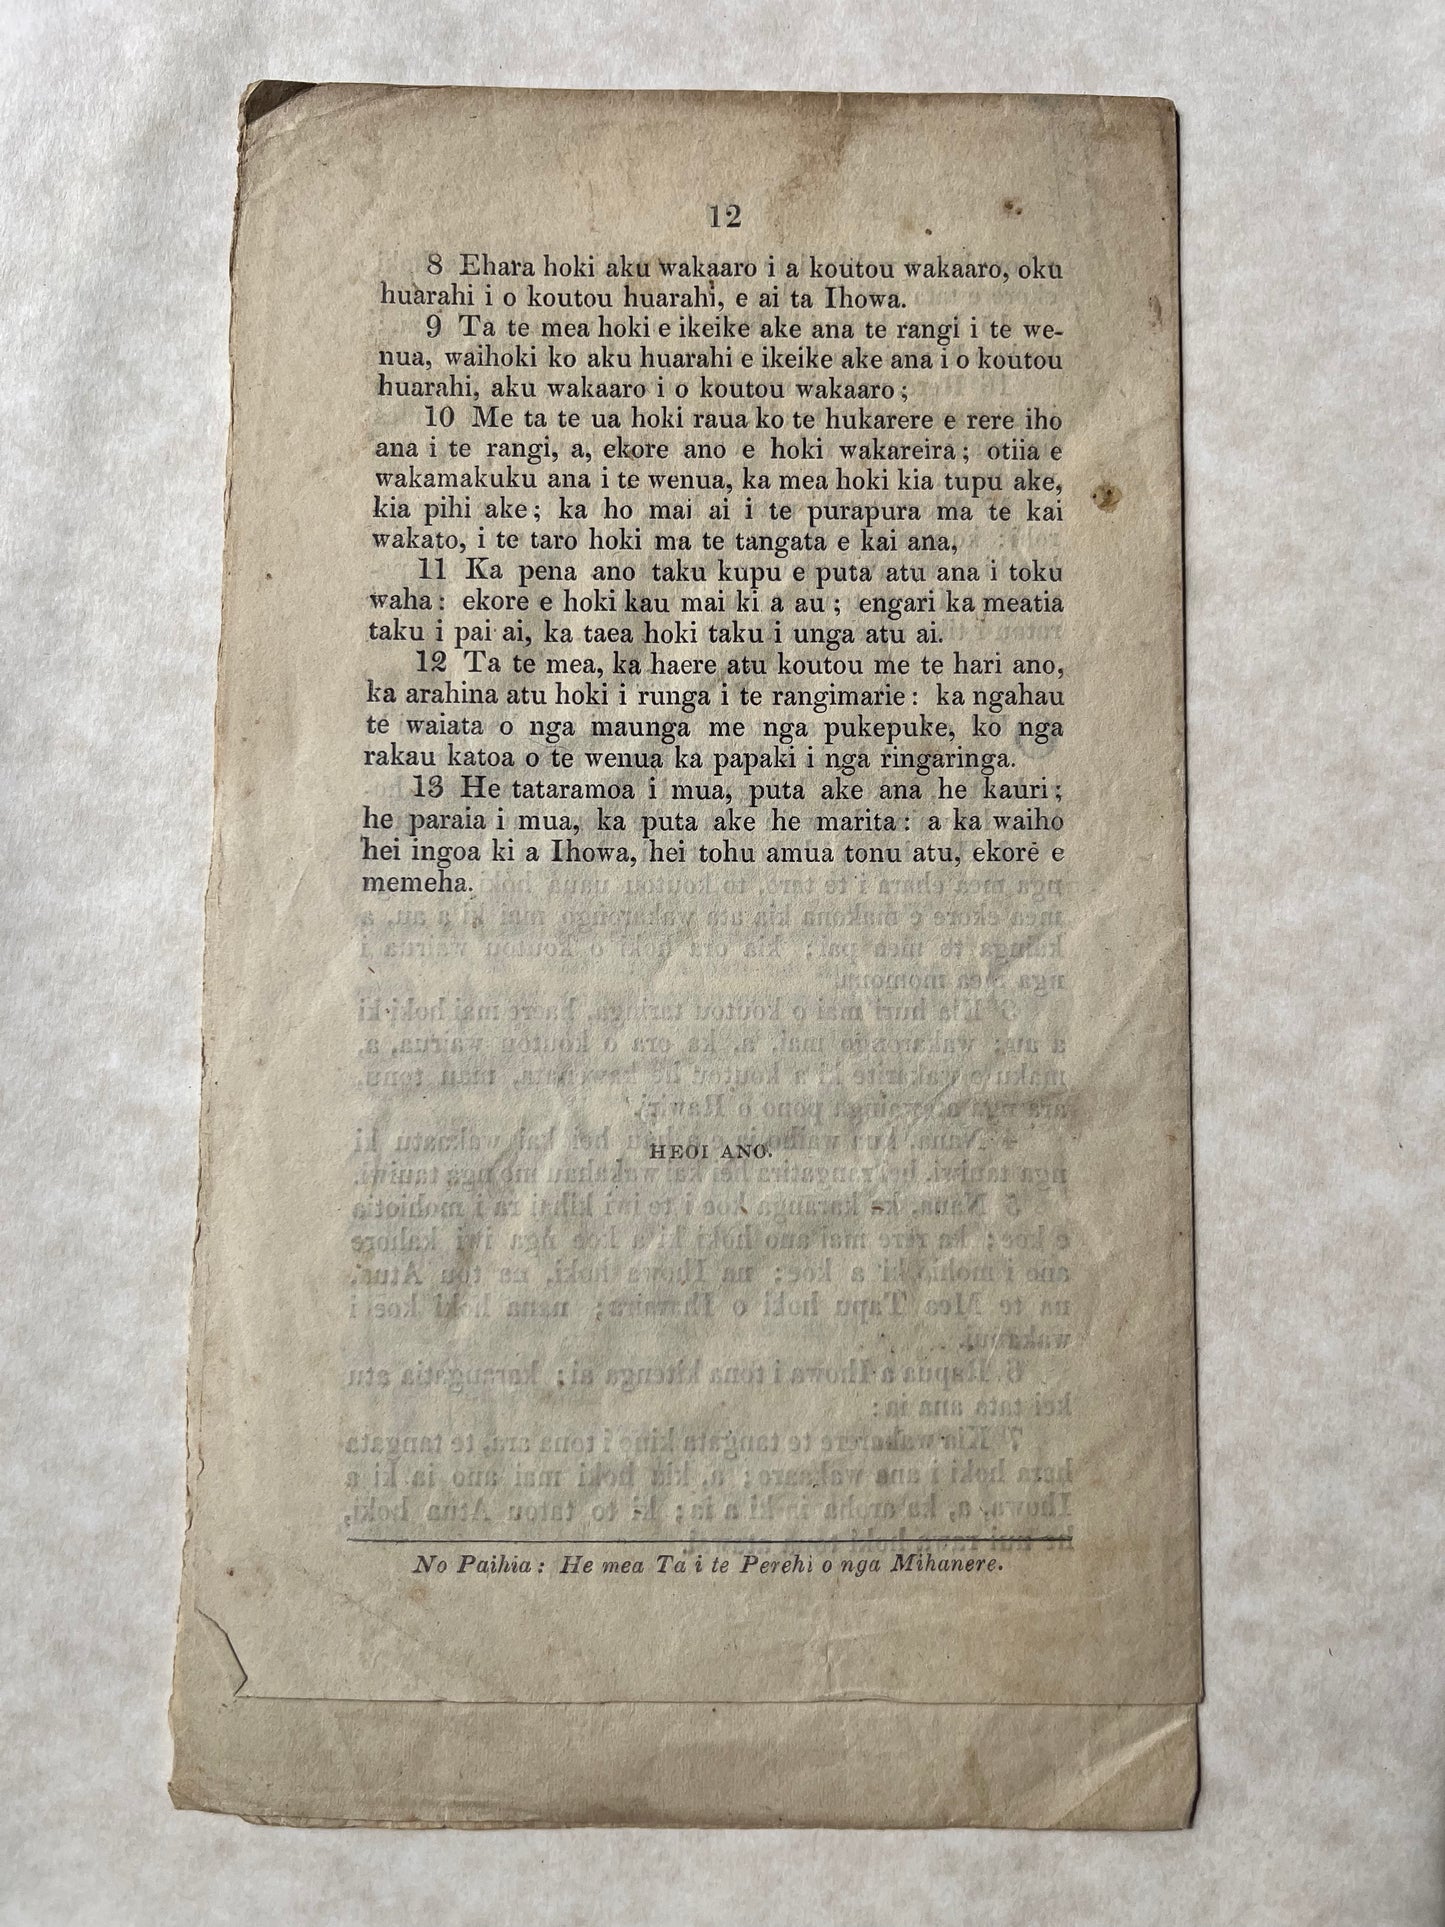 12
8 Ehara hoki aku wakaaro i a koutou wakaaro, oku
huarahi i o koutou huarahi, e ai ta Ihowa.
9 Ta te mea hoki e ikeike ake ana te rangi i te we-
nua, waihoki ko aku huarahi e ikeike ake ana i o koutou
huarahi, aku wakaaro i o koutou wakaaro;
10 Me ta te ua hoki raua ko te hukarere e rere iho
ana i te rangi, a, ekore ano e hoki wakareira; otiia e
wakamakuku ana i te wenua, ka mea hoki kia tupu ake,
kia pihi ake; ka ho mai ai i te purapura ma te kai
wakato, i te taro hoki ma te tangata e kai ana,
11 Ka pena ano taku kupu e puta atu ana i toku
waha: ekore e hoki kau mai ki a au; engari ka meatia
taku i pai ai, ka taea hoki taku i unga atu ai.
12 Ta te mea, ka haere atu koutou me te hari ano,
ka arahina atu hoki i runga i te rangimarie: ka ngahau
te waiata o nga maunga me nga pukepuke, ko nga
rakau katoa o te wenua ka papaki i nga ringaringa.
13 He tataramoa i mua, puta ake ana he kauri;
he paraia i mua, ka puta ake he marita: a ka waiho
hei ingoa ki a Ihowa, hei tohu amua tonu atu, ekore e
memeha.
HEOI ANO.
No Paihia: He mea Ta i te Perehi o nga Mihanere.